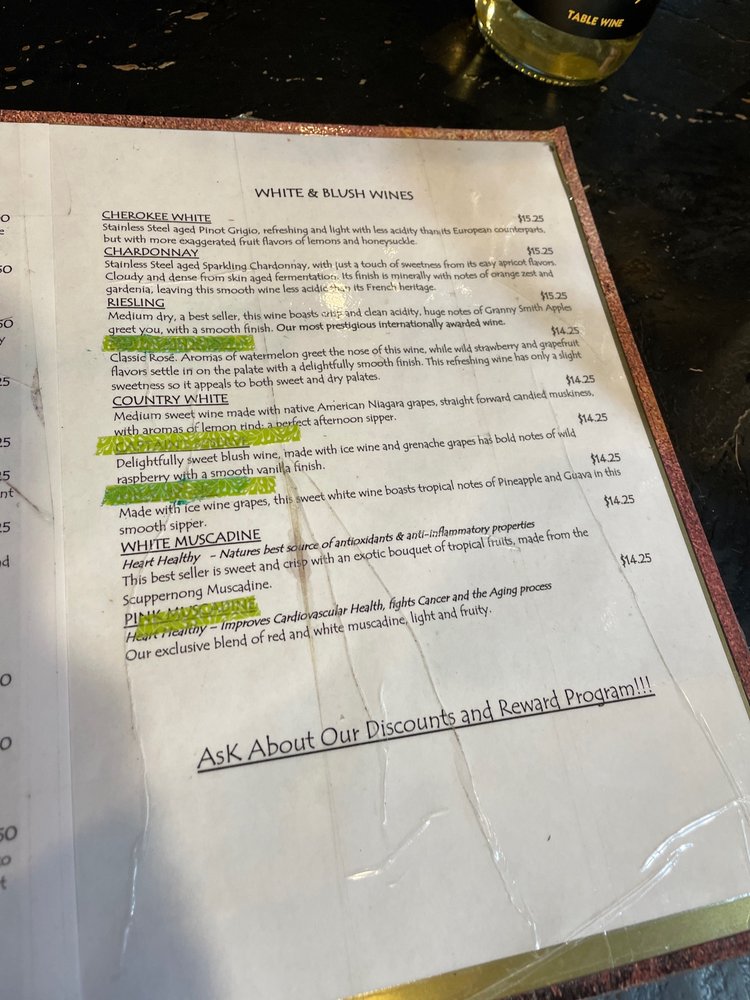 TABLE WINE
WHITE & BLUSH WINES
CHEROKEE WHITE $15.25
Stainless Steel aged Pinot Grigio, refreshing and light with less acidity than its European counterparts,
but with more exaggerated fruit flavors of lemons and honeysuckle.
CHARDONNAY $15.25
Stainless Steel aged Sparkling Chardonnay, with just a touch of sweetness from its easy apricot flavors.
Cloudy and dense from skin aged fermentation. Its finish is minerally with notes of orange zest and
gardenia, leaving this smooth wine less acidic than its French heritage.
RIESLING $15.25
Medium dry, a best seller, this wine boasts crisp and clean acidity, huge notes of Granny Smith Apples
greet you, with a smooth finish. Our most prestigious internationally awarded wine.
$14.25
Classic Rosé. Aromas of watermelon greet the nose of this wine, while wild strawberry and grapefruit
flavors settle in on the palate with a delightfully smooth finish. This refreshing wine has only a slight
sweetness so it appeals to both sweet and dry palates.
COUNTRY WHITE $14.25
Medium sweet wine made with native American Niagara grapes, straight forward candied muskiness,
with aromas of lemon rind; a perfect afternoon sipper.
$14.25
Delightfully sweet blush wine, made with ice wine and grenache grapes has bold notes of wild
raspberry with a smooth vanilla finish.
$14.25
Made with ice wine grapes, this sweet white wine boasts tropical notes of Pineapple and Guava in this
smooth sipper.
WHITE MUSCADINE $14.25
Heart Healthy - Natures best source of antioxidants & anti-inflammatory properties
This best seller is sweet and crisp with an exotic bouquet of tropical fruits, made from the
Scuppernong Muscadine.
PINK MUSCADINE $14.25
Heart Healthy – Improves Cardiovascular Health, fights Cancer and the Aging process
Our exclusive blend of red and white muscadine, light and fruity.
AsK About Our Discounts and Reward Program!!!